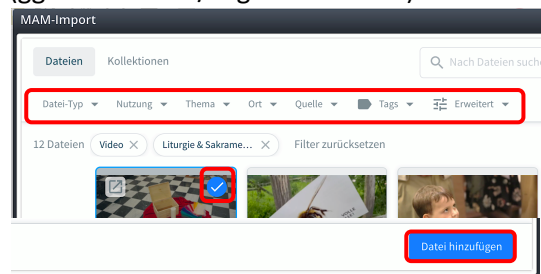 MAM-Import
Dateien Kollektionen Nach Dateien suche
Datei-Typ Nutzung Thema Ort Quelle Tags Erweitert
12 Dateien Video Liturgie & Sakrame... Filter zurücksetzen
Datei hinzufügen